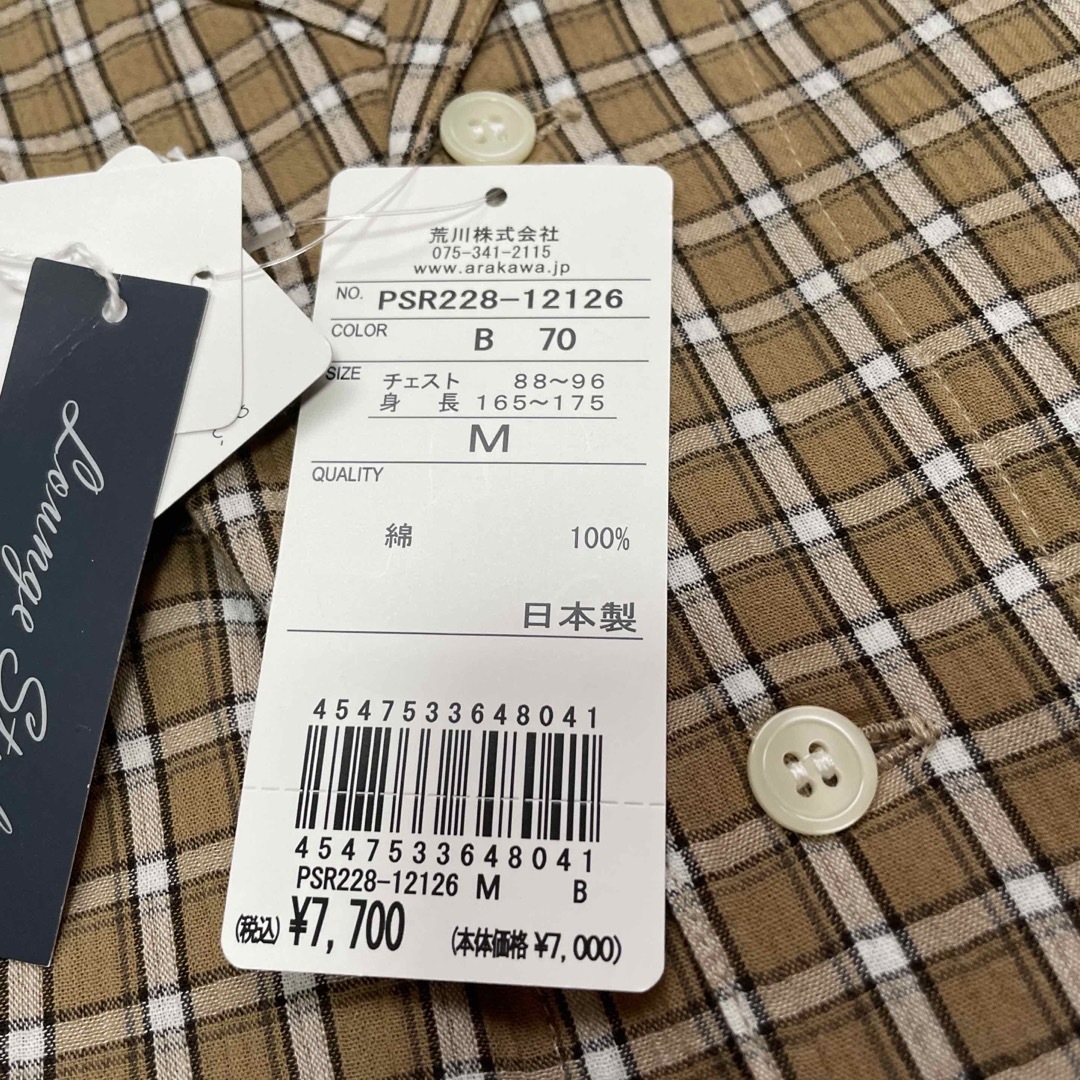 荒川株式会社
075-341-2115
www.arakawa.jp
NO. PSR228-12126
COLOR B 70
SIZE チェスト 88～96
身長 165～175
M
QUALITY
綿 100%
日本製
4547533648041
4547533648041
PSR228-12126 M B
(税込) ¥7,700 (本体価格 ¥7,000)
Lounge